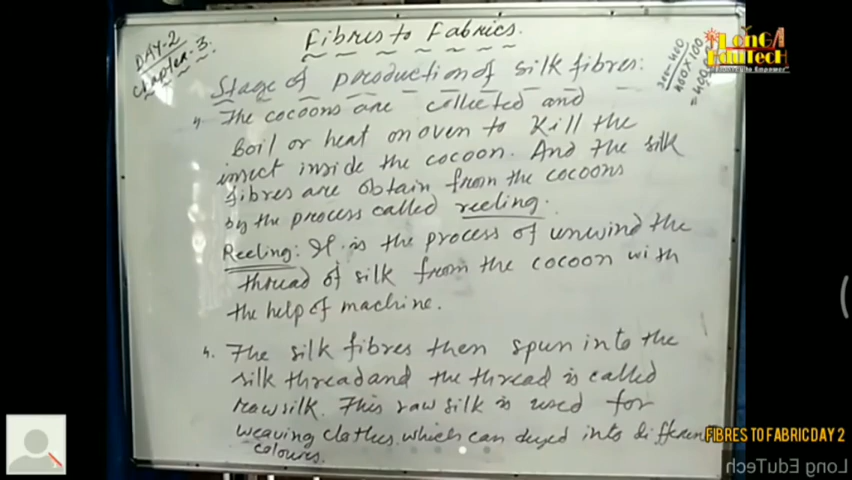 DAY-2
Chapter-3
Fibres to Fabrics.
Stage of production of silk fibres:
The cocoons are collected and
Boil or heat on oven to Kill the
insect inside the cocoon. And the silk
fibres are obtain from the cocoons
by the process called reeling.
Reeling: It is the process of unwind the
thread of silk from the cocoon with
the help of machine.
The silk fibres then spun into the
silk thread and the thread is called
raw silk. This raw silk is used for
weaving clothes which can dyed into different
colours.
400×100
LonGA
EduTecH
FIBRES TO FABRIC DAY 2
Long EduTech